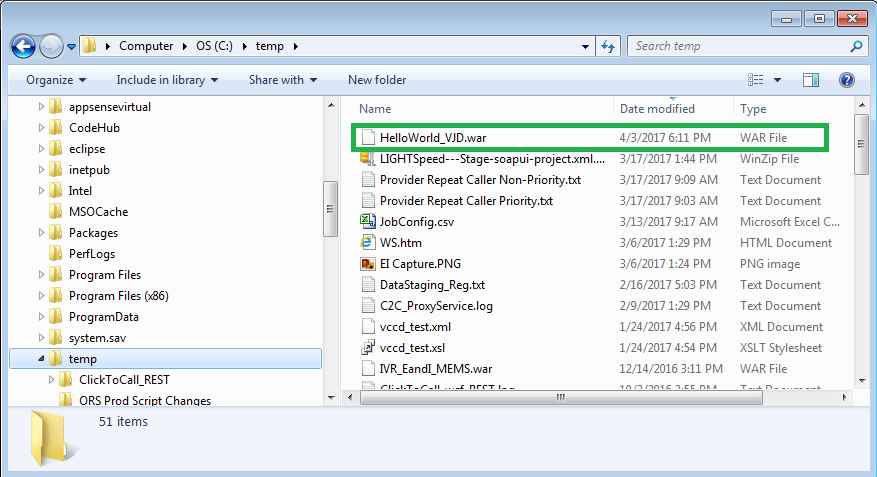 Computer OS (C:) temp
Search temp
Organize Include in library Share with New folder
appsensevirtual
CodeHub
eclipse
inetpub
Intel
MSOCache
Packages
PerfLogs
Program Files
Program Files (x86)
ProgramData
system.sav
temp
ClickToCall_REST
ORS Prod Script Changes
Name Date modified Type
HelloWorld_VJD.war 4/3/2017 6:11 PM WAR File
LIGHTSpeed---Stage-soapui-project.xml.... 3/17/2017 1:44 PM WinZip File
Provider Repeat Caller Non-Priority.txt 3/17/2017 9:09 AM Text Document
Provider Repeat Caller Priority.txt 3/17/2017 9:03 AM Text Document
JobConfig.csv 3/13/2017 9:17 AM Microsoft Excel C...
WS.htm 3/6/2017 1:29 PM HTML Document
EI Capture.PNG 3/6/2017 1:24 PM PNG image
DataStaging_Reg.txt 2/16/2017 5:03 PM Text Document
C2C_ProxyService.log 2/9/2017 1:29 PM Text Document
vccd_test.xml 1/24/2017 4:56 PM XML Document
vccd_test.xsl 1/24/2017 4:54 PM XSLT Stylesheet
IVR_EandI_MEMS.war 12/14/2016 3:11 PM WAR File
51 items